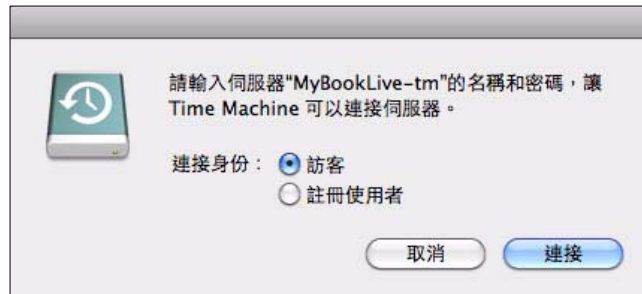 請輸入伺服器“MyBookLive-tm”的名稱和密碼，讓
Time Machine 可以連接伺服器。
連接身份： 訪客
註冊使用者
取消 連接